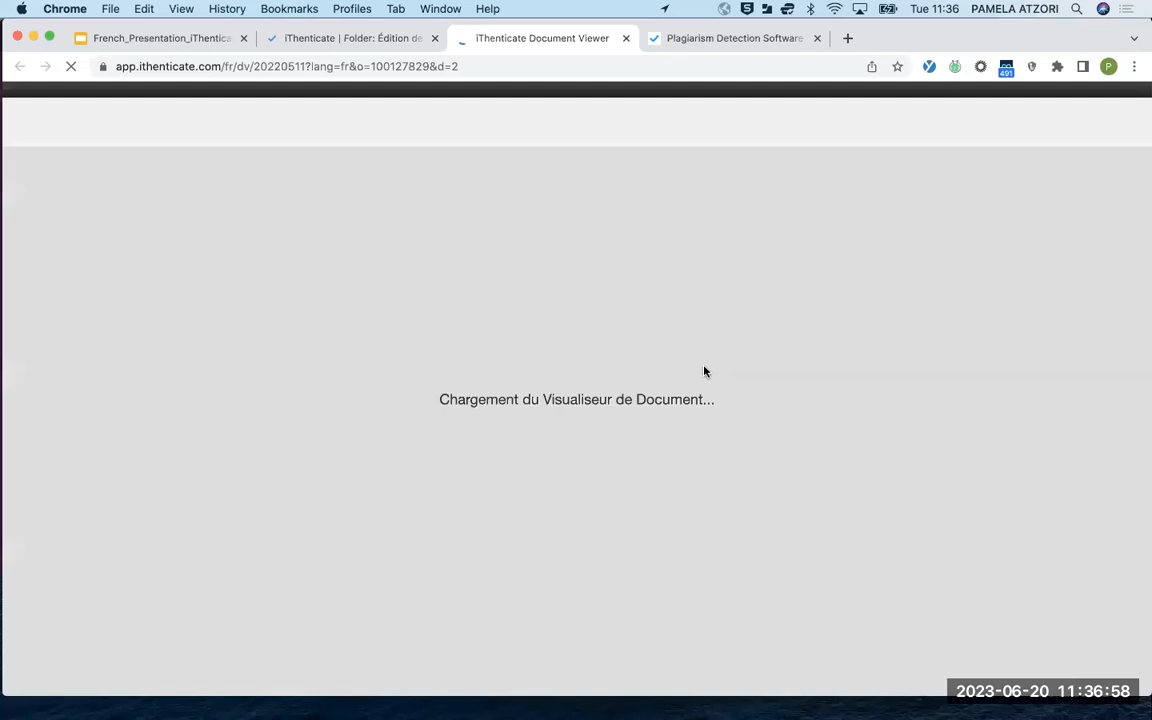 Chrome File Edit View History Bookmarks Profiles Tab Window Help Tue 11:36 PAMELA ATZORI
French_Presentation_iThentica iThenticate | Folder: Édition de iThenticate Document Viewer Plagiarism Detection Software
app.ithenticate.com/fr/dv/20220511?lang=fr&o=100127829&d=2 491 P
Chargement du Visualiseur de Document...
2023-06-20 11:36:58